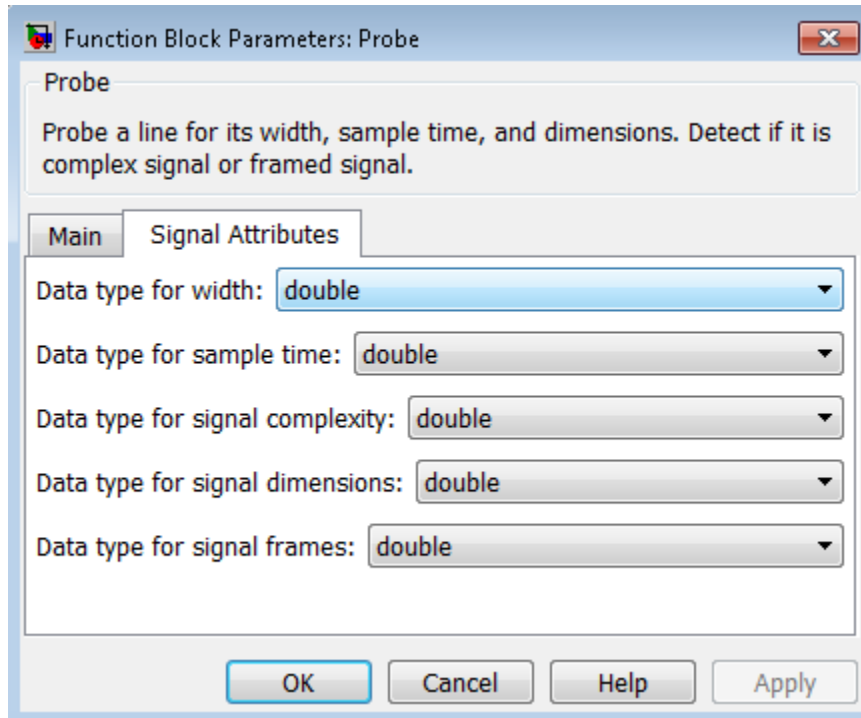 Function Block Parameters: Probe
Probe
Probe a line for its width, sample time, and dimensions. Detect if it is
complex signal or framed signal.
Main Signal Attributes
Data type for width: double
Data type for sample time: double
Data type for signal complexity: double
Data type for signal dimensions: double
Data type for signal frames: double
OK Cancel Help Apply